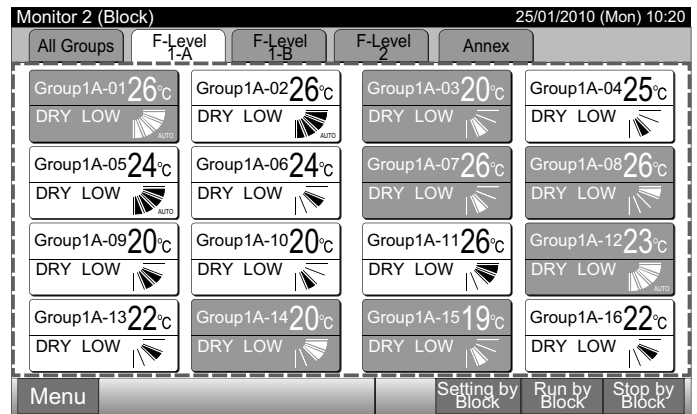 Monitor 2 (Block) 25/01/2010 (Mon) 10:20
All Groups F-Level 1-A F-Level 1-B F-Level 2 Annex
Group1A-01 26°C Group1A-02 26°C Group1A-03 20°C Group1A-04 25°C
DRY LOW AUTO DRY LOW AUTO DRY LOW DRY LOW
Group1A-05 24°C Group1A-06 24°C Group1A-07 26°C Group1A-08 26°C
DRY LOW AUTO DRY LOW DRY LOW DRY LOW
Group1A-09 20°C Group1A-10 20°C Group1A-11 26°C Group1A-12 23°C
DRY LOW DRY LOW DRY LOW DRY LOW AUTO
Group1A-13 22°C Group1A-14 20°C Group1A-15 19°C Group1A-16 22°C
DRY LOW DRY LOW DRY LOW DRY LOW
Menu Setting by Block Run by Block Stop by Block